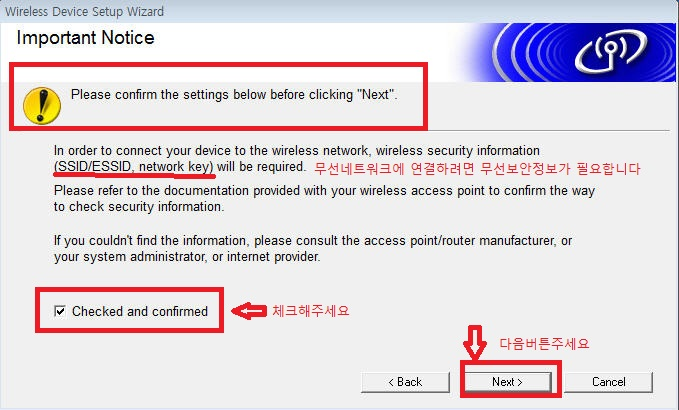 Wireless Device Setup Wizard
Important Notice
Please confirm the settings below before clicking "Next".
In order to connect your device to the wireless network, wireless security information
(SSID/ESSID, network key) will be required. 무선네트워크에 연결하려면 무선보안정보가 필요합니다
Please refer to the documentation provided with your wireless access point to confirm the way
to check security information.
If you couldn't find the information, please consult the access point/router manufacturer, or
your system administrator, or internet provider.
Checked and confirmed 체크해주세요
다음버튼주세요
< Back Next > Cancel